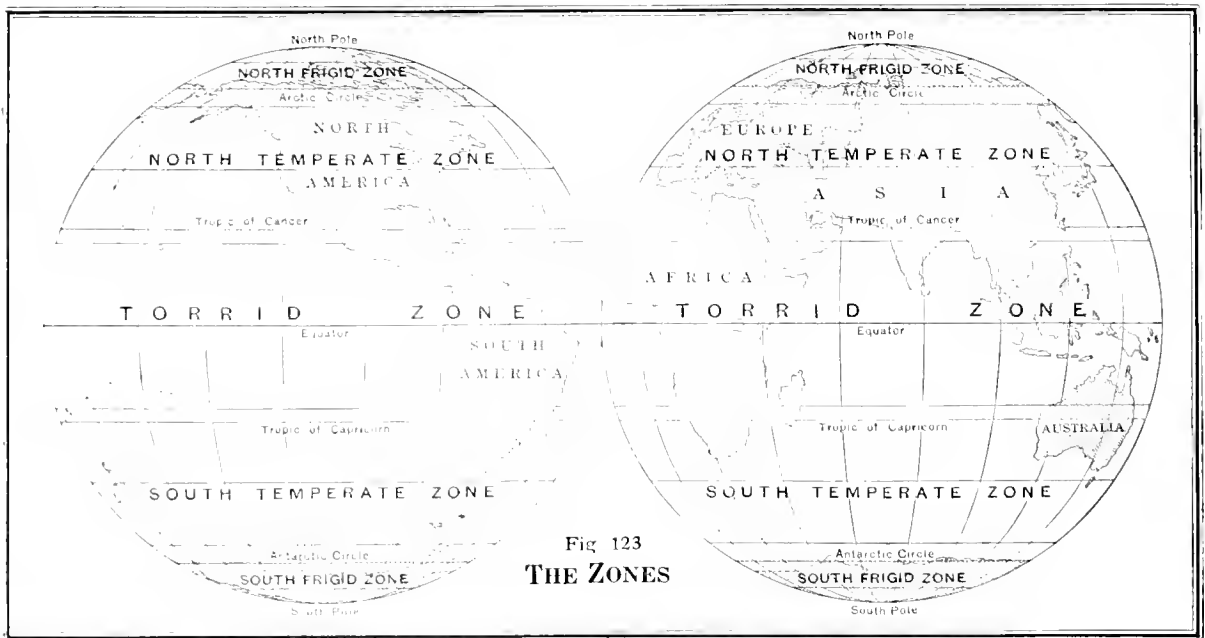 North Pole
NORTH FRIGID ZONE
Arctic Circle
NORTH
NORTH TEMPERATE ZONE
AMERICA
Tropic of Cancer
TORRID ZONE
Equator
SOUTH
AMERICA
Tropic of Capricorn
SOUTH TEMPERATE ZONE
Antarctic Circle
SOUTH FRIGID ZONE
South Pole
North Pole
NORTH FRIGID ZONE
Arctic Circle
EUROPE
NORTH TEMPERATE ZONE
ASIA
Tropic of Cancer
AFRICA
TORRID ZONE
Equator
Tropic of Capricorn
AUSTRALIA
SOUTH TEMPERATE ZONE
Antarctic Circle
SOUTH FRIGID ZONE
South Pole
Fig 123
THE ZONES